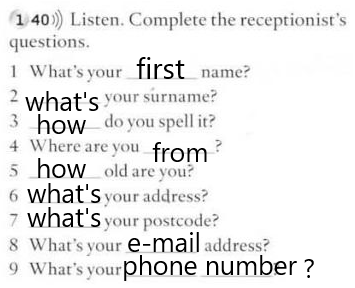 1 40)) Listen. Complete the receptionist's
questions.
1 What's your first name?
2 what's your surname?
3 how do you spell it?
4 Where are you from ?
5 how old are you?
6 what's your address?
7 what's your postcode?
8 What's your e-mail address?
9 What's your phone number ?